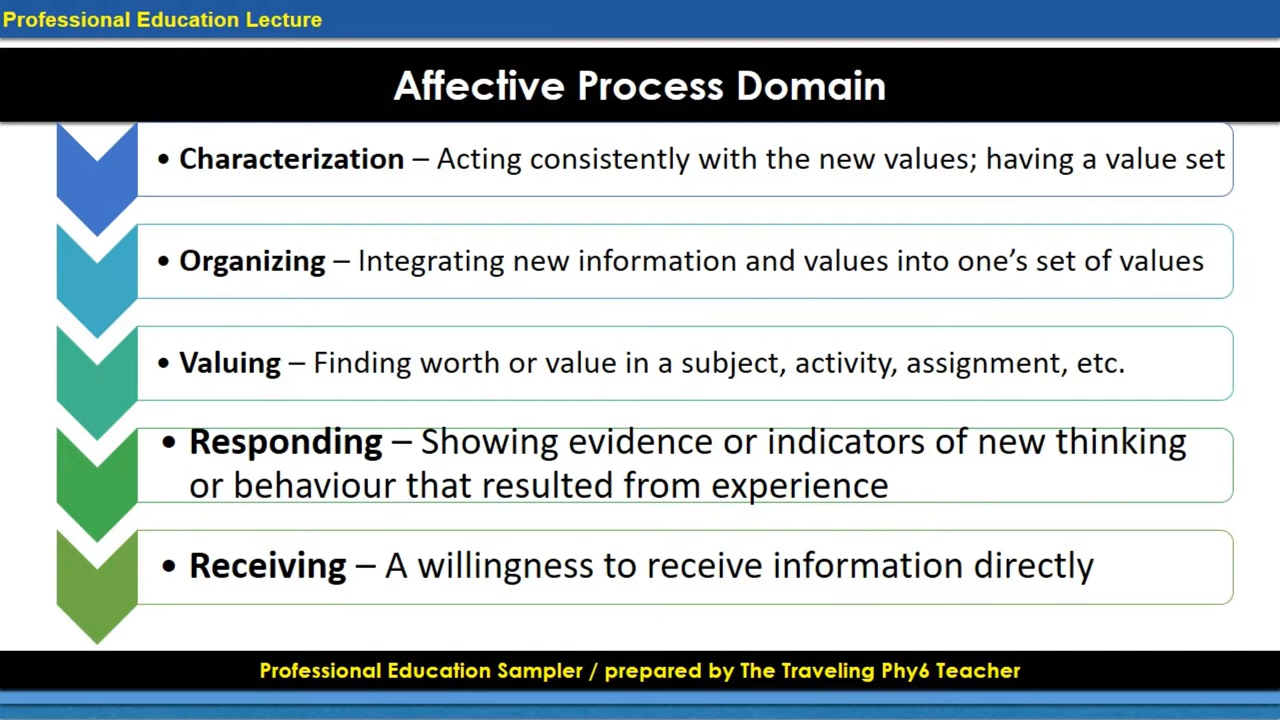 Professional Education Lecture
Affective Process Domain
• Characterization – Acting consistently with the new values; having a value set
• Organizing – Integrating new information and values into one’s set of values
• Valuing – Finding worth or value in a subject, activity, assignment, etc.
• Responding – Showing evidence or indicators of new thinking
or behaviour that resulted from experience
• Receiving – A willingness to receive information directly
Professional Education Sampler / prepared by The Traveling Phy6 Teacher